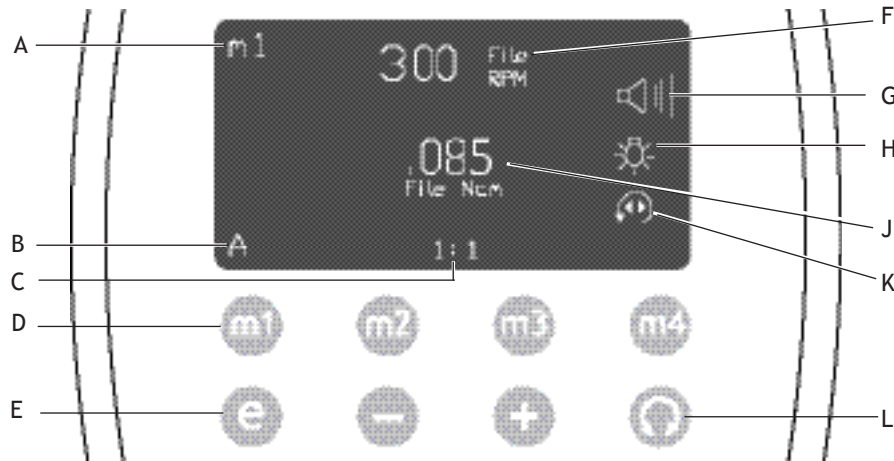 F
A
m1
300 File
RPM
G
H
.085
File Ncm
J
B
A
1:1
C
K
D
m1 m2 m3 m4
E
e - +
L